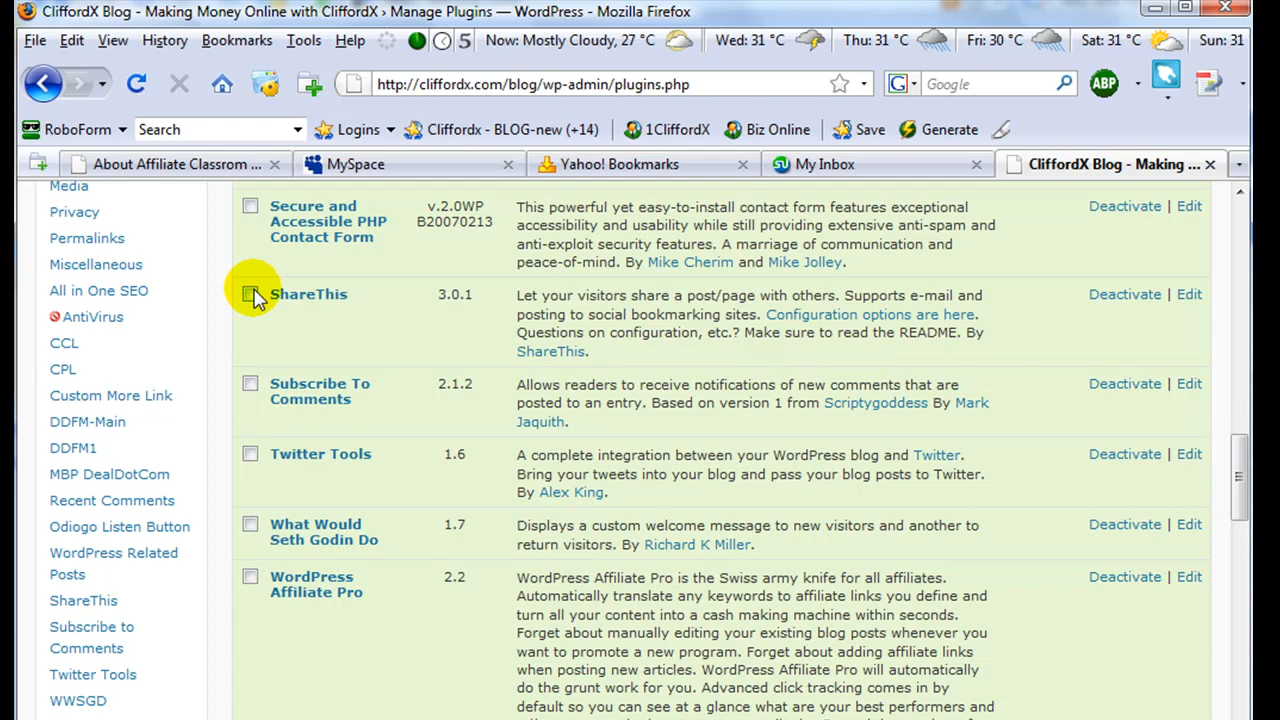 CliffordX Blog - Making Money Online with CliffordX › Manage Plugins — WordPress - Mozilla Firefox
File Edit View History Bookmarks Tools Help 5 Now: Mostly Cloudy, 27 °C Wed: 31 °C Thu: 31 °C Fri: 30 °C Sat: 31 °C Sun: 31
http://cliffordx.com/blog/wp-admin/plugins.php G Google ABP
RoboForm Search Logins Cliffordx - BLOG-new (+14) 1CliffordX Biz Online Save Generate
About Affiliate Classrom ... MySpace Yahoo! Bookmarks My Inbox CliffordX Blog - Making ...
Media
Privacy
Permalinks
Miscellaneous
All in One SEO
AntiVirus
CCL
CPL
Custom More Link
DDFM-Main
DDFM1
MBP DealDotCom
Recent Comments
Odiogo Listen Button
WordPress Related
Posts
ShareThis
Subscribe to
Comments
Twitter Tools
WWSGD
Secure and
Accessible PHP
Contact Form
v.2.0WP
B20070213
This powerful yet easy-to-install contact form features exceptional
accessibility and usability while still providing extensive anti-spam and
anti-exploit security features. A marriage of communication and
peace-of-mind. By Mike Cherim and Mike Jolley.
Deactivate | Edit
ShareThis
3.0.1
Let your visitors share a post/page with others. Supports e-mail and
posting to social bookmarking sites. Configuration options are here.
Questions on configuration, etc.? Make sure to read the README. By
ShareThis.
Deactivate | Edit
Subscribe To
Comments
2.1.2
Allows readers to receive notifications of new comments that are
posted to an entry. Based on version 1 from Scriptygoddess By Mark
Jaquith.
Deactivate | Edit
Twitter Tools
1.6
A complete integration between your WordPress blog and Twitter.
Bring your tweets into your blog and pass your blog posts to Twitter.
By Alex King.
Deactivate | Edit
What Would
Seth Godin Do
1.7
Displays a custom welcome message to new visitors and another to
return visitors. By Richard K Miller.
Deactivate | Edit
WordPress
Affiliate Pro
2.2
WordPress Affiliate Pro is the Swiss army knife for all affiliates.
Automatically translate any keywords to affiliate links you define and
turn all your content into a cash making machine within seconds.
Forget about manually editing your existing blog posts whenever you
want to promote a new program. Forget about adding affiliate links
when posting new articles. WordPress Affiliate Pro will automatically
do the grunt work for you. Advanced click tracking comes in by
default so you can see at a glance what are your best performers and
Deactivate | Edit